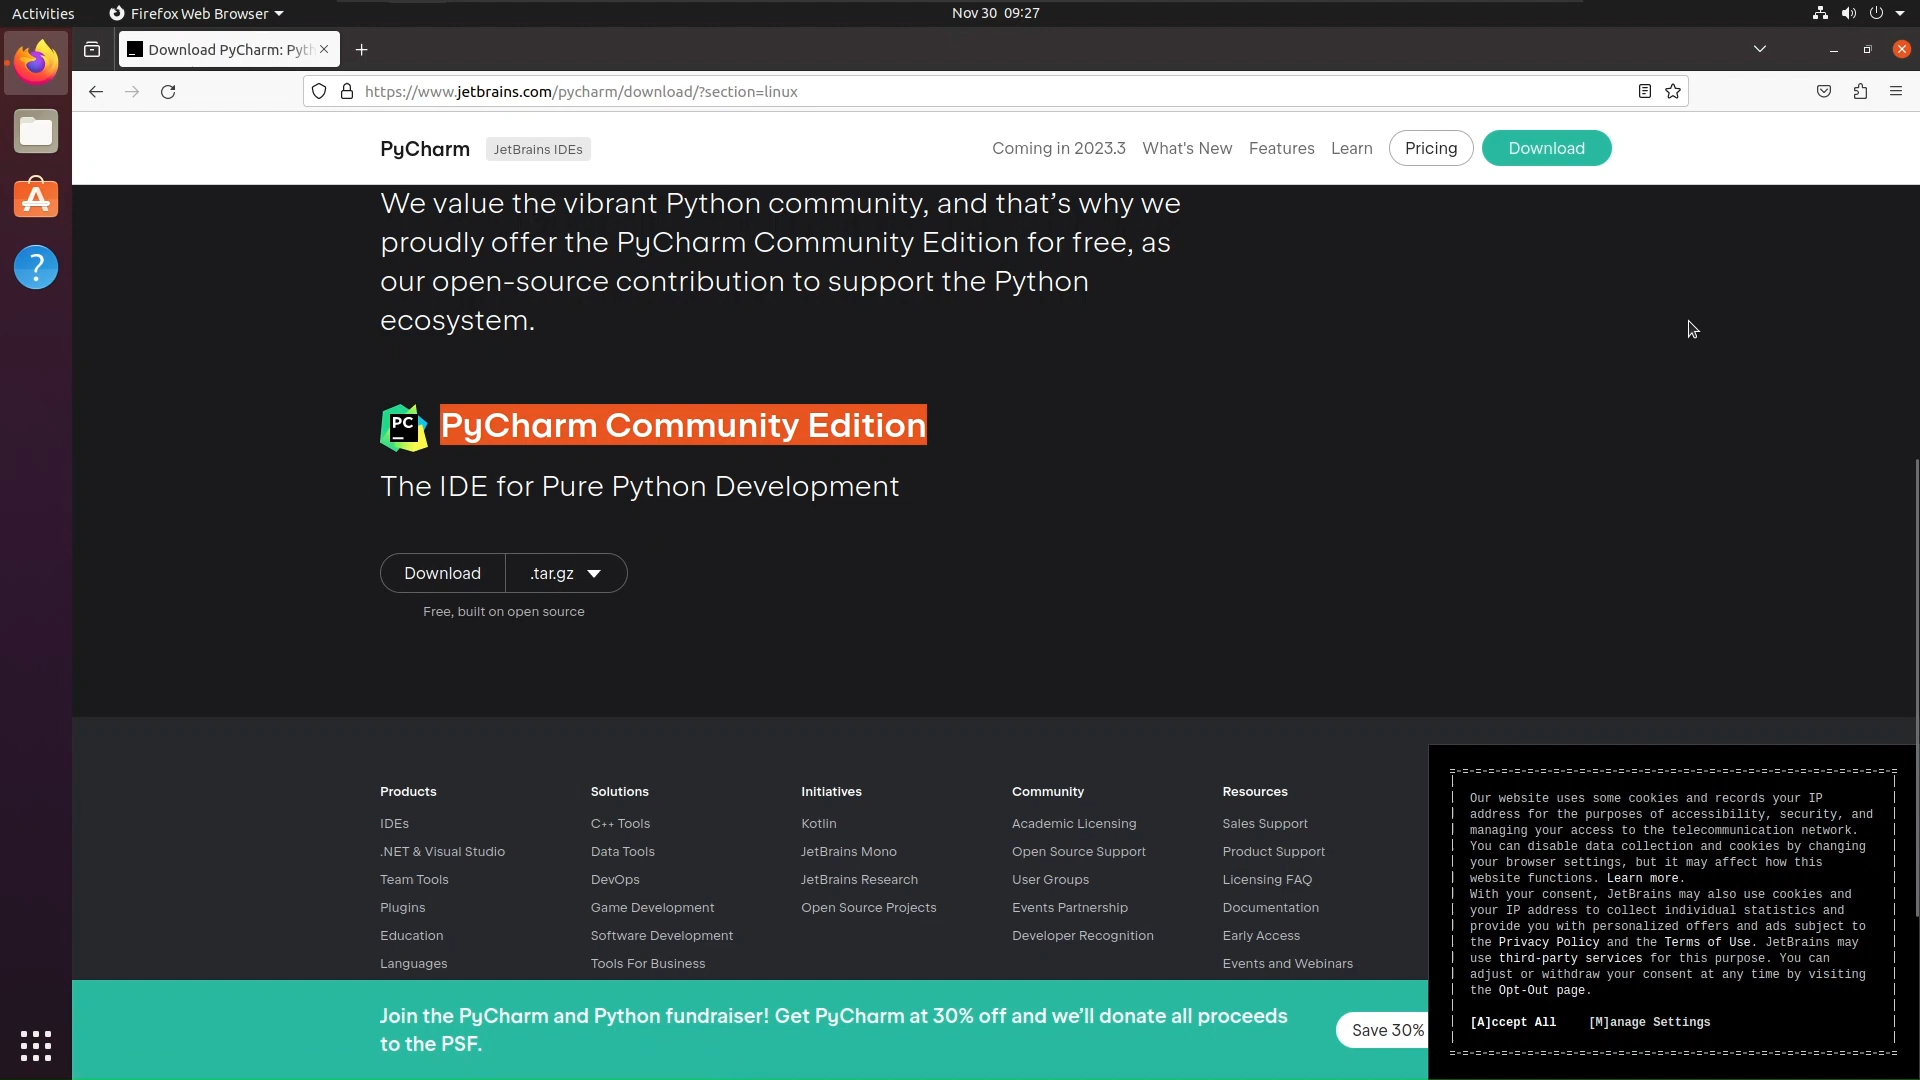 Activities
Firefox Web Browser
Nov 30 09:27
Download PyCharm: Pyth
https://www.jetbrains.com/pycharm/download/?section=linux
PyCharm
JetBrains IDEs
Coming in 2023.3
What's New
Features
Learn
Pricing
Download
We value the vibrant Python community, and that's why we
proudly offer the PyCharm Community Edition for free, as
our open-source contribution to support the Python
ecosystem.
PC
PyCharm Community Edition
The IDE for Pure Python Development
Download
.tar.gz
Free, built on open source
Products
IDEs
.NET & Visual Studio
Team Tools
Plugins
Education
Languages
Solutions
C++ Tools
Data Tools
DevOps
Game Development
Software Development
Tools For Business
Initiatives
Kotlin
JetBrains Mono
JetBrains Research
Open Source Projects
Community
Academic Licensing
Open Source Support
User Groups
Events Partnership
Developer Recognition
Resources
Sales Support
Product Support
Licensing FAQ
Documentation
Early Access
Events and Webinars
Our website uses some cookies and records your IP
address for the purposes of accessibility, security, and
managing your access to the telecommunication network.
You can disable data collection and cookies by changing
your browser settings, but it may affect how this
website functions. Learn more.
With your consent, JetBrains may also use cookies and
your IP address to collect individual statistics and
provide you with personalized offers and ads subject to
the Privacy Policy and the Terms of Use. JetBrains may
use third-party services for this purpose. You can
adjust or withdraw your consent at any time by visiting
the Opt-Out page.
[A]ccept All
[M]anage Settings
Join the PyCharm and Python fundraiser! Get PyCharm at 30% off and we'll donate all proceeds
to the PSF.
Save 30%